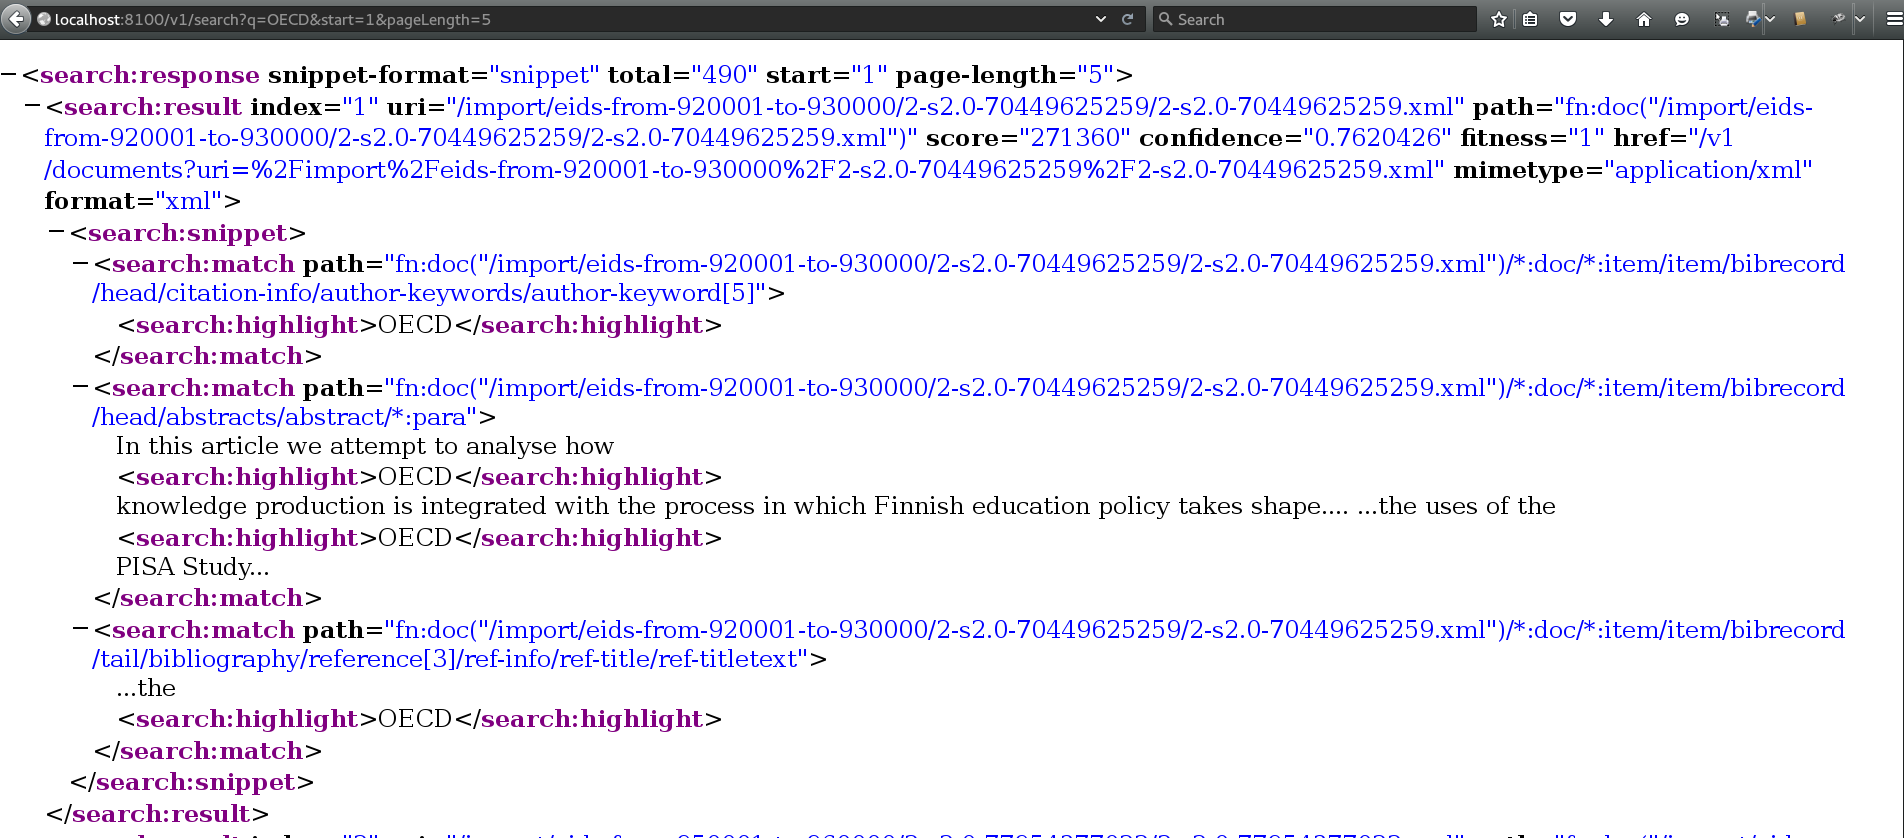 localhost:8100/v1/search?q=OECD&start=1&pageLength=5 Search
−<search:response snippet-format="snippet" total="490" start="1" page-length="5">
−<search:result index="1" uri="/import/eids-from-920001-to-930000/2-s2.0-70449625259/2-s2.0-70449625259.xml" path="fn:doc("/import/eids-
from-920001-to-930000/2-s2.0-70449625259/2-s2.0-70449625259.xml")" score="271360" confidence="0.7620426" fitness="1" href="/v1
/documents?uri=%2Fimport%2Feids-from-920001-to-930000%2F2-s2.0-70449625259%2F2-s2.0-70449625259.xml" mimetype="application/xml"
format="xml">
−<search:snippet>
−<search:match path="fn:doc("/import/eids-from-920001-to-930000/2-s2.0-70449625259/2-s2.0-70449625259.xml")/*:doc/*:item/item/bibrecord
/head/citation-info/author-keywords/author-keyword[5]">
<search:highlight>OECD</search:highlight>
</search:match>
−<search:match path="fn:doc("/import/eids-from-920001-to-930000/2-s2.0-70449625259/2-s2.0-70449625259.xml")/*:doc/*:item/item/bibrecord
/head/abstracts/abstract/*:para">
In this article we attempt to analyse how
<search:highlight>OECD</search:highlight>
knowledge production is integrated with the process in which Finnish education policy takes shape.... ...the uses of the
<search:highlight>OECD</search:highlight>
PISA Study...
</search:match>
−<search:match path="fn:doc("/import/eids-from-920001-to-930000/2-s2.0-70449625259/2-s2.0-70449625259.xml")/*:doc/*:item/item/bibrecord
/tail/bibliography/reference[3]/ref-info/ref-title/ref-titletext">
...the
<search:highlight>OECD</search:highlight>
</search:match>
</search:snippet>
</search:result>